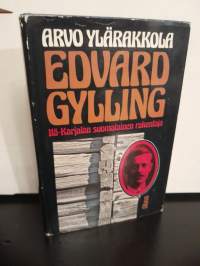 ARVO YLÄRAKKOLA
EDVARD
GYLLING
Itä-Karjalan suomalainen rakentaja